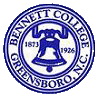 BENNETT COLLEGE
1873 1926
GREENSBORO, N.C.